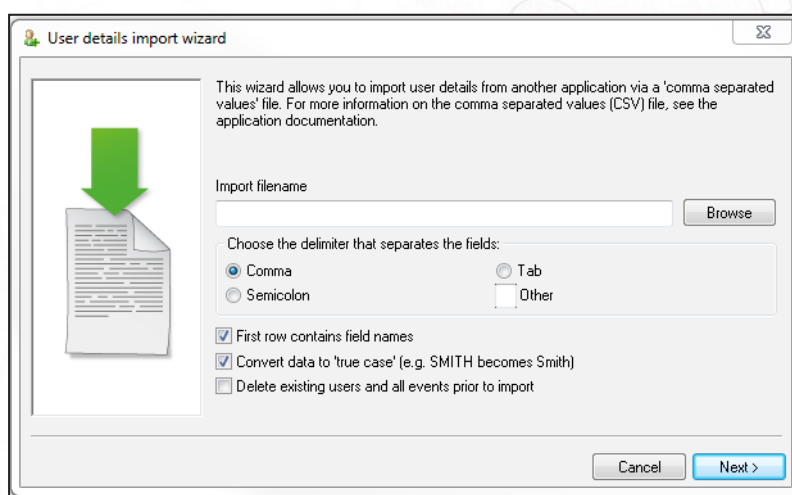 User details import wizard
This wizard allows you to import user details from another application via a 'comma separated
values' file. For more information on the comma separated values (CSV) file, see the
application documentation.
Import filename
Browse
Choose the delimiter that separates the fields:
Comma
Tab
Semicolon
Other
First row contains field names
Convert data to 'true case' (e.g. SMITH becomes Smith)
Delete existing users and all events prior to import
Cancel
Next >